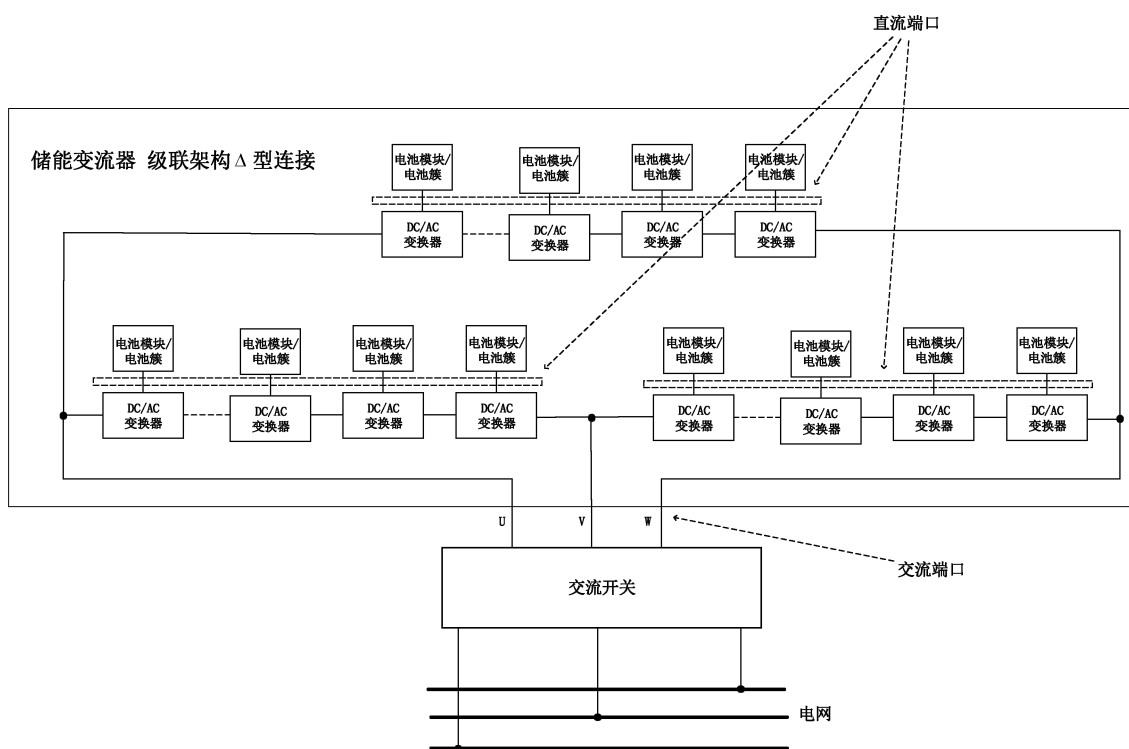 直流端口
储能变流器 级联架构Δ型连接
电池模块/
电池簇
电池模块/
电池簇
电池模块/
电池簇
电池模块/
电池簇
DC/AC
变换器
DC/AC
变换器
DC/AC
变换器
DC/AC
变换器
电池模块/
电池簇
电池模块/
电池簇
电池模块/
电池簇
电池模块/
电池簇
电池模块/
电池簇
电池模块/
电池簇
电池模块/
电池簇
电池模块/
电池簇
DC/AC
变换器
DC/AC
变换器
DC/AC
变换器
DC/AC
变换器
DC/AC
变换器
DC/AC
变换器
DC/AC
变换器
DC/AC
变换器
U
V
W
交流端口
交流开关
电网